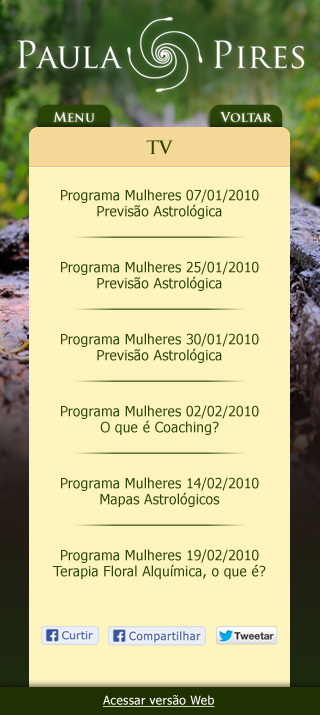 PAULA PIRES
MENU
VOLTAR
TV
Programa Mulheres 07/01/2010
Previsão Astrológica
Programa Mulheres 25/01/2010
Previsão Astrológica
Programa Mulheres 30/01/2010
Previsão Astrológica
Programa Mulheres 02/02/2010
O que é Coaching?
Programa Mulheres 14/02/2010
Mapas Astrológicos
Programa Mulheres 19/02/2010
Terapia Floral Alquímica, o que é?
Curtir
Compartilhar
Tweetar
Acessar versão Web